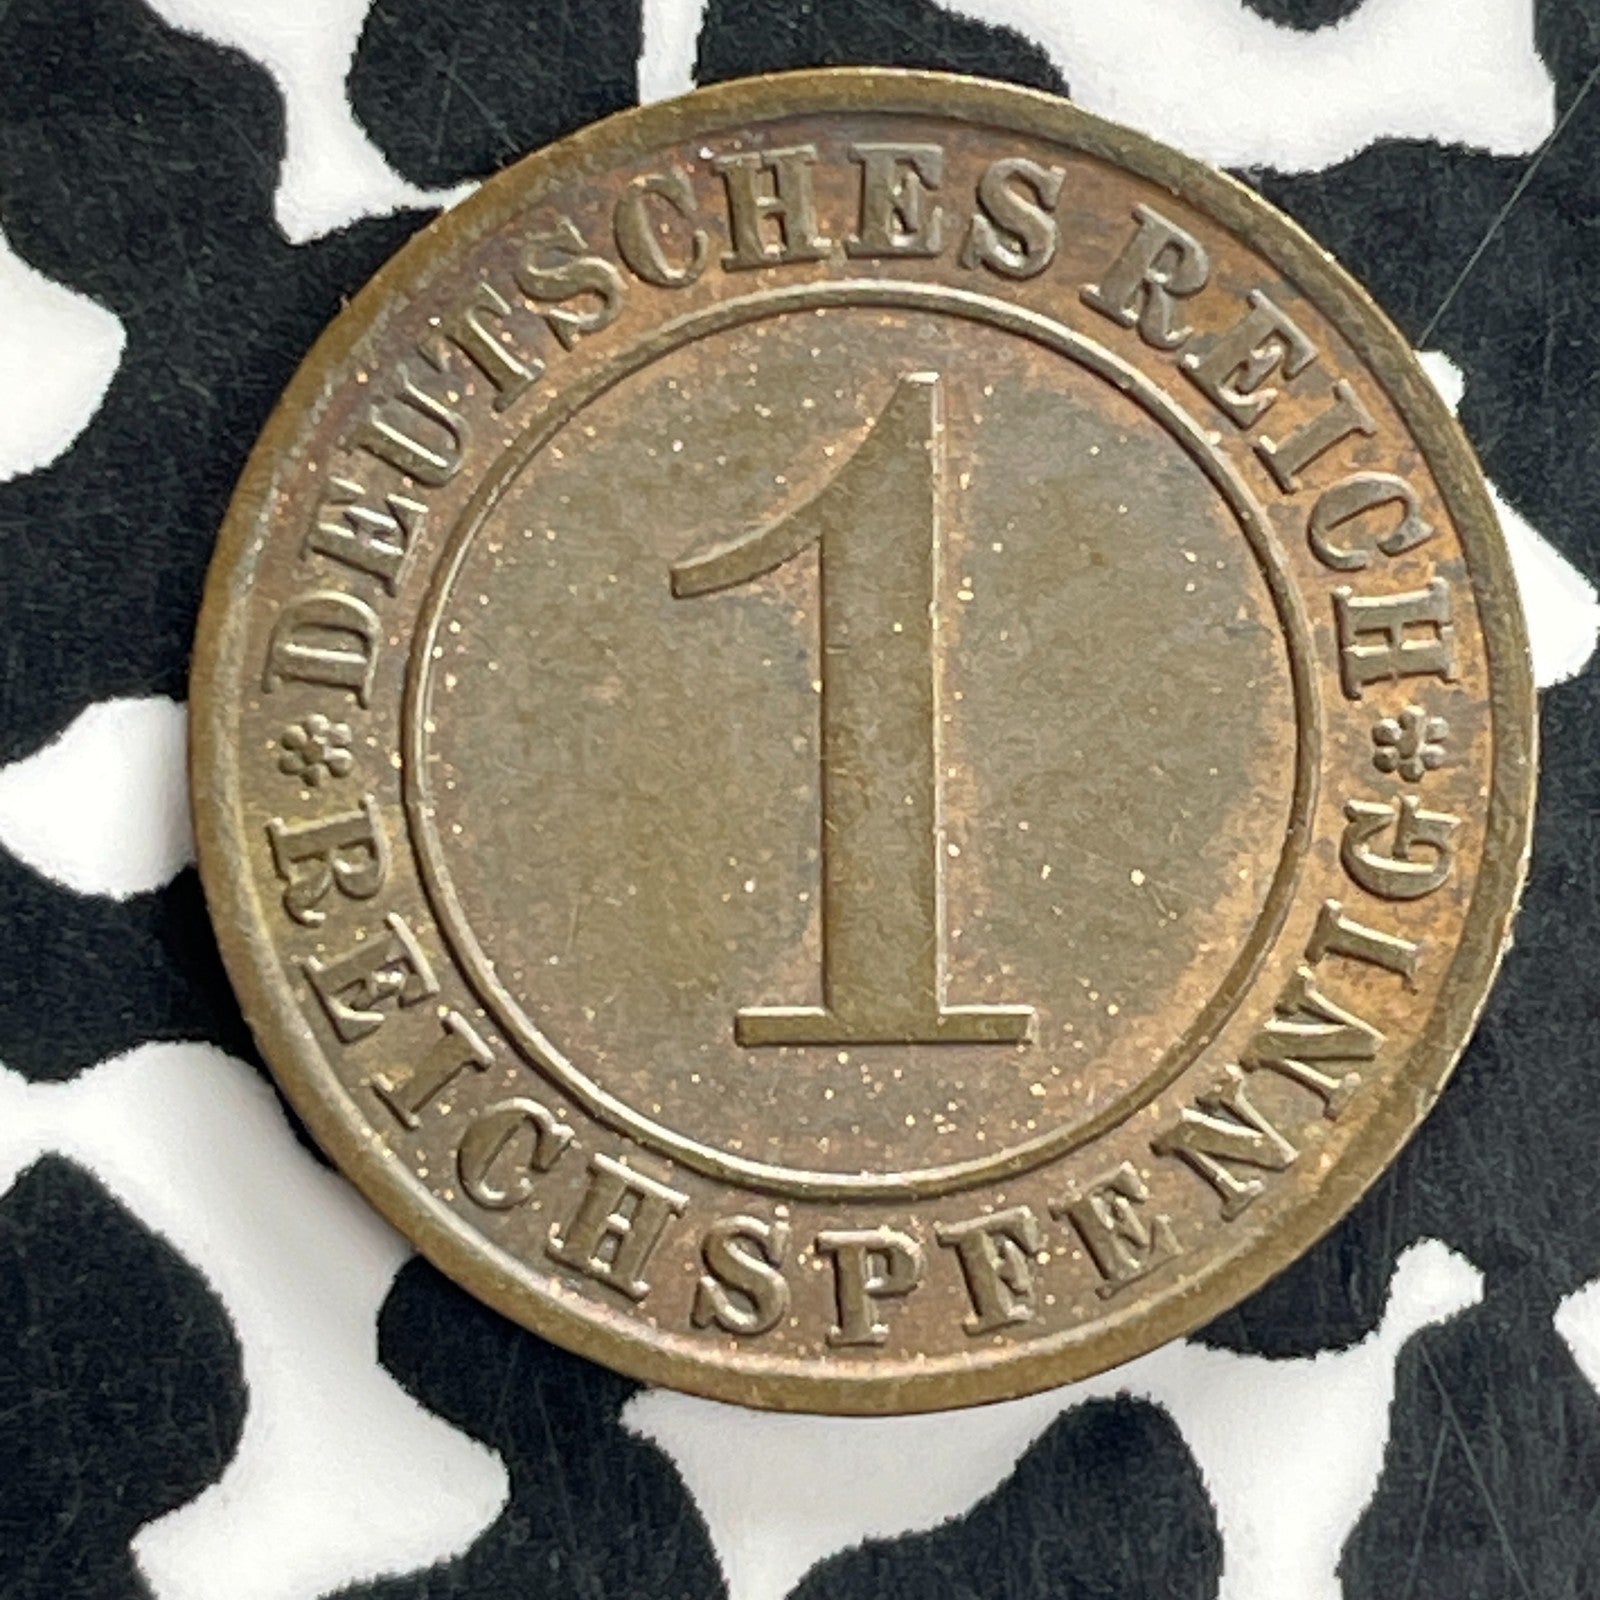 DEUTSCHES REICH
1
REICHSPFENNIG